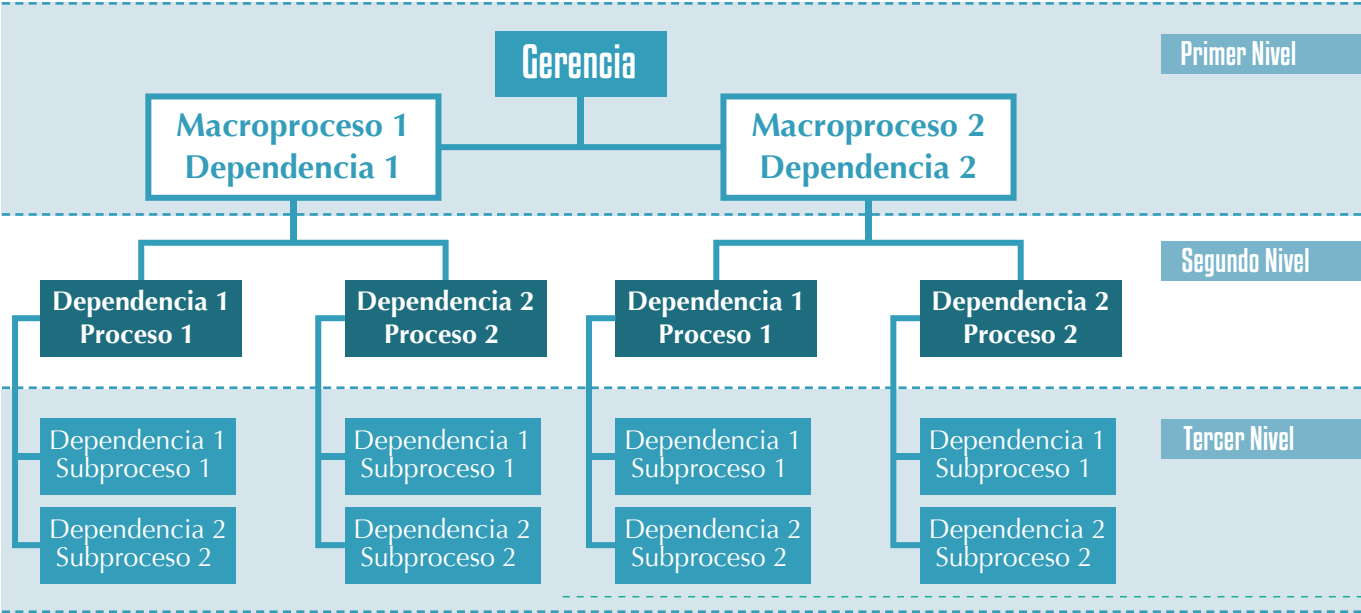 Gerencia
Primer Nivel
Macroproceso 1
Dependencia 1
Macroproceso 2
Dependencia 2
Segundo Nivel
Dependencia 1
Proceso 1
Dependencia 2
Proceso 2
Dependencia 1
Proceso 1
Dependencia 2
Proceso 2
Tercer Nivel
Dependencia 1
Subproceso 1
Dependencia 1
Subproceso 1
Dependencia 1
Subproceso 1
Dependencia 1
Subproceso 1
Dependencia 2
Subproceso 2
Dependencia 2
Subproceso 2
Dependencia 2
Subproceso 2
Dependencia 2
Subproceso 2